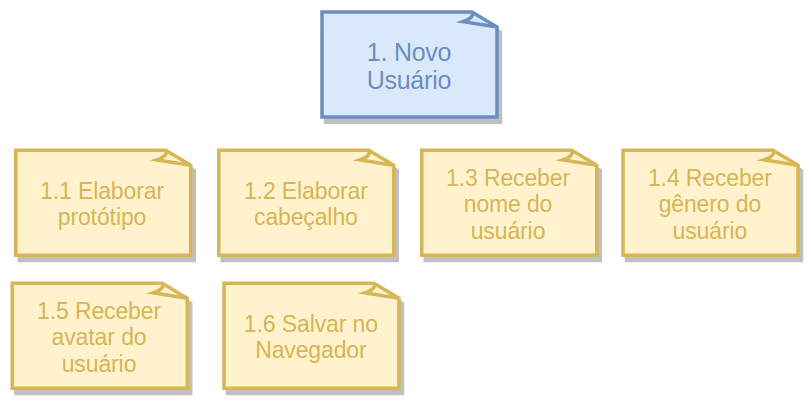 1. Novo
Usuário
1.1 Elaborar
protótipo
1.2 Elaborar
cabeçalho
1.3 Receber
nome do
usuário
1.4 Receber
gênero do
usuário
1.5 Receber
avatar do
usuário
1.6 Salvar no
Navegador